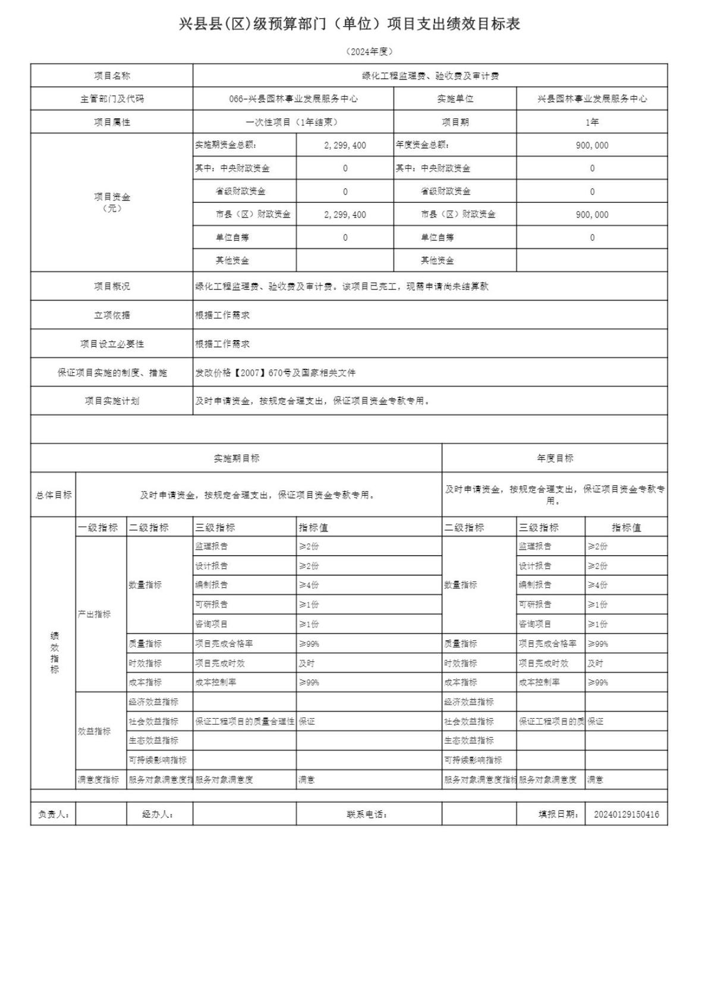 兴县县(区)级预算部门（单位）项目支出绩效目标表
（2024年度）
项目名称 绿化工程监理费、验收费及审计费
主管部门及代码 066-兴县园林事业发展服务中心 实施单位 兴县园林事业发展服务中心
项目属性 一次性项目（1年结束） 项目期 1年
项目资金
（元）
实施期资金总额： 2,299,400 年度资金总额： 900,000
其中：中央财政资金 0 其中：中央财政资金 0
省级财政资金 0 省级财政资金 0
市县（区）财政资金 2,299,400 市县（区）财政资金 900,000
单位自筹 0 单位自筹 0
其他资金 其他资金
项目概况 绿化工程监理费、验收费及审计费。该项目已完工，现需申请尚未结算款
立项依据 根据工作需求
项目设立必要性 根据工作需求
保证项目实施的制度、措施 发改价格【2007】670号及国家相关文件
项目实施计划 及时申请资金，按规定合理支出，保证项目资金专款专用。
实施期目标 年度目标
总体目标 及时申请资金，按规定合理支出，保证项目资金专款专用。 及时申请资金，按规定合理支出，保证项目资金专款专
用。
绩
效
指
标
一级指标 二级指标 三级指标 指标值 二级指标 三级指标 指标值
产出指标 数量指标 监理报告 ≥2份 数量指标 监理报告 ≥2份
设计报告 ≥2份 设计报告 ≥2份
编制报告 ≥4份 编制报告 ≥4份
可研报告 ≥1份 可研报告 ≥1份
咨询项目 ≥1份 咨询项目 ≥1份
质量指标 项目完成合格率 ≥99% 质量指标 项目完成合格率 ≥99%
时效指标 项目完成时效 及时 时效指标 项目完成时效 及时
成本指标 成本控制率 ≥99% 成本指标 成本控制率 ≥99%
效益指标 经济效益指标 经济效益指标
社会效益指标 保证工程项目的质量合理性 保证 社会效益指标 保证工程项目的质 保证
生态效益指标 生态效益指标
可持续影响指标 可持续影响指标
满意度指标 服务对象满意度指 服务对象满意度 满意 服务对象满意度指标 服务对象满意度 满意
负责人： 经办人： 联系电话： 填报日期： 20240129150416